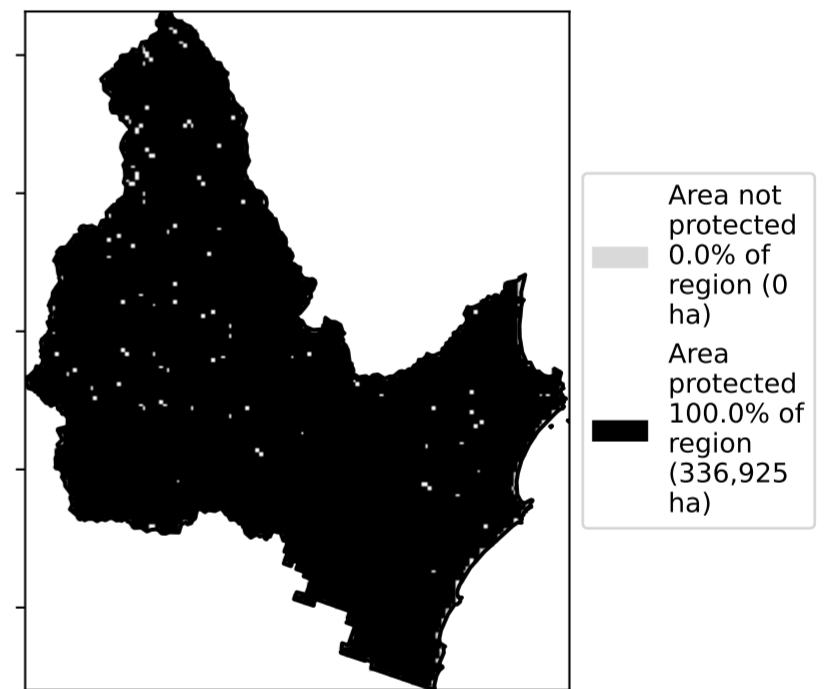 Area not
protected
0.0% of
region (0
ha)
Area
protected
100.0% of
region
(336,925
ha)